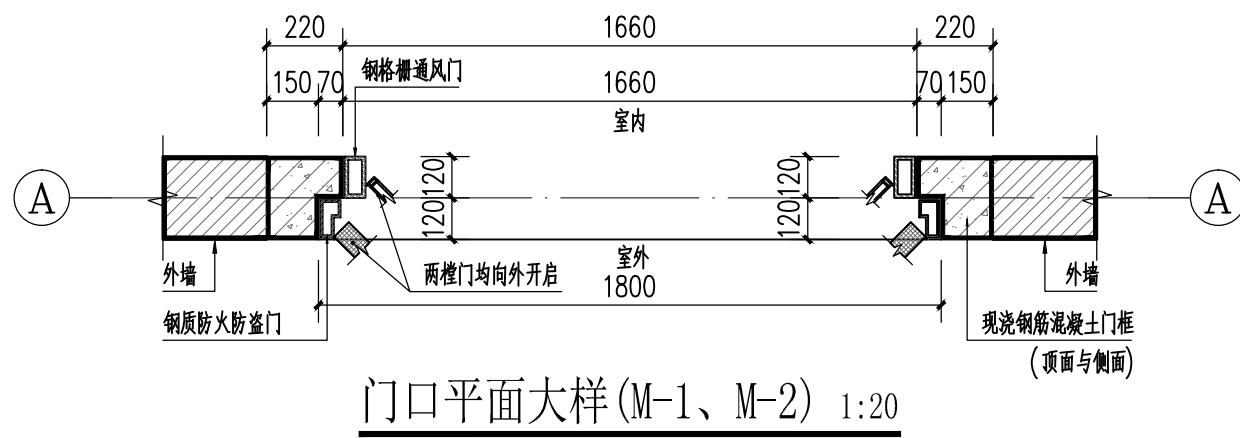 220 1660 220
钢格栅通风门
150 70 1660 70 150
室内
A
120
120
120
120
A
外墙
两樘门均向外开启
室外
外墙
1800
钢质防火防盗门
现浇钢筋混凝土门框
(顶面与侧面)
门口平面大样(M-1、M-2) 1:20